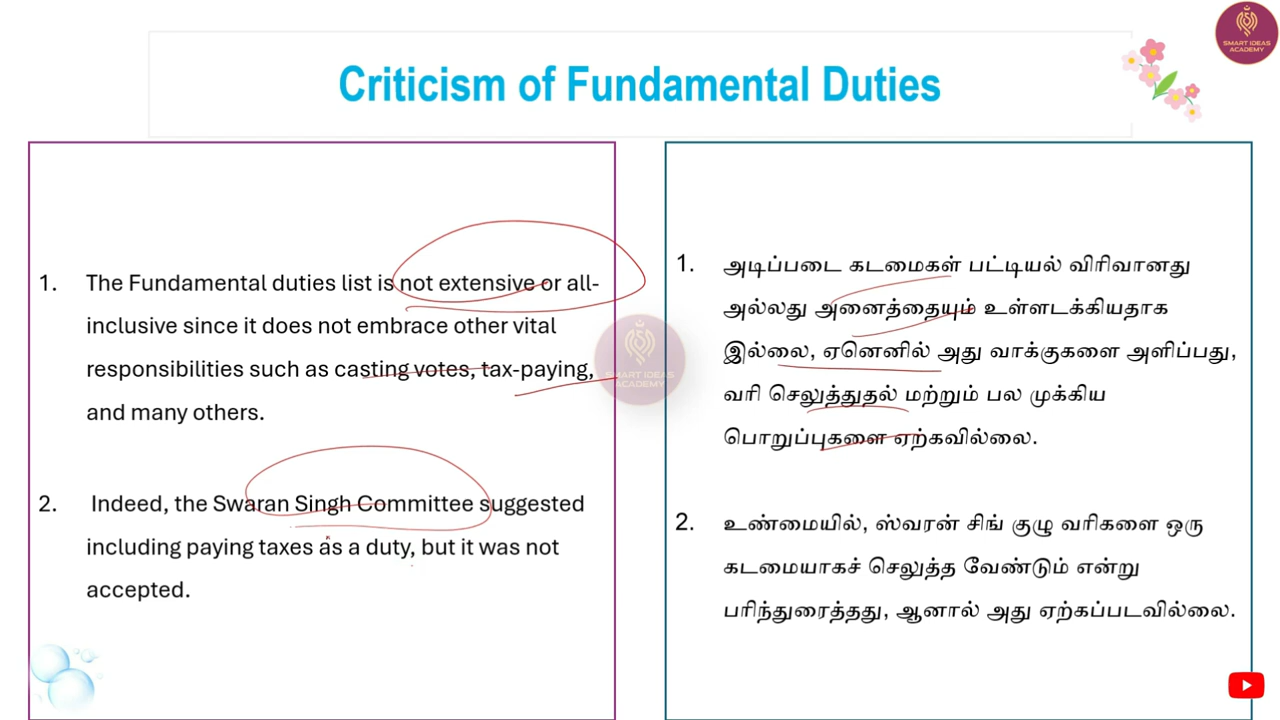 SMART IDEAS
ACADEMY
Criticism of Fundamental Duties
1. The Fundamental duties list is not extensive or all-
inclusive since it does not embrace other vital
responsibilities such as casting votes, tax-paying,
and many others.
2. Indeed, the Swaran Singh Committee suggested
including paying taxes as a duty, but it was not
accepted.
SMART IDEAS
ACADEMY
1. அடிப்படை கடமைகள் பட்டியல் விரிவானது
அல்லது அனைத்தையும் உள்ளடக்கியதாக
இல்லை, ஏனெனில் அது வாக்குகளை அளிப்பது,
வரி செலுத்துதல் மற்றும் பல முக்கிய
பொறுப்புகளை ஏற்கவில்லை.
2. உண்மையில், ஸ்வரன் சிங் குழு வரிகளை ஒரு
கடமையாகச் செலுத்த வேண்டும் என்று
பரிந்துரைத்தது, ஆனால் அது ஏற்கப்படவில்லை.